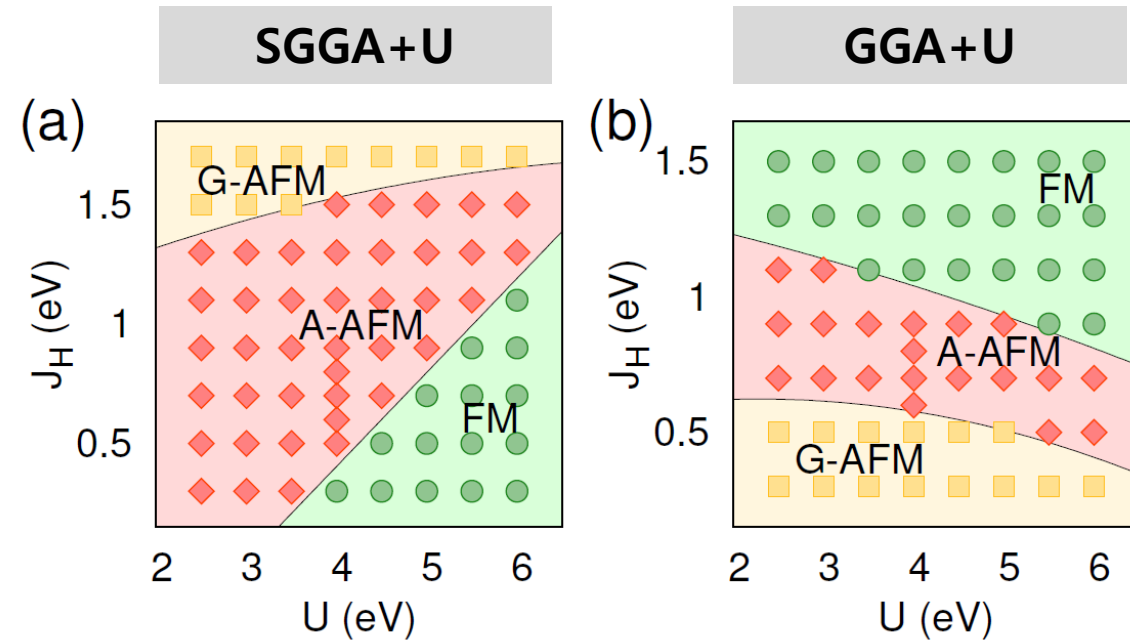 SGGA+U
GGA+U
(a)
G-AFM
A-AFM
FM
1.5
1
0.5
J_H (eV)
2 3 4 5 6
U (eV)
(b)
FM
A-AFM
G-AFM
1.5
1
0.5
J_H (eV)
2 3 4 5 6
U (eV)